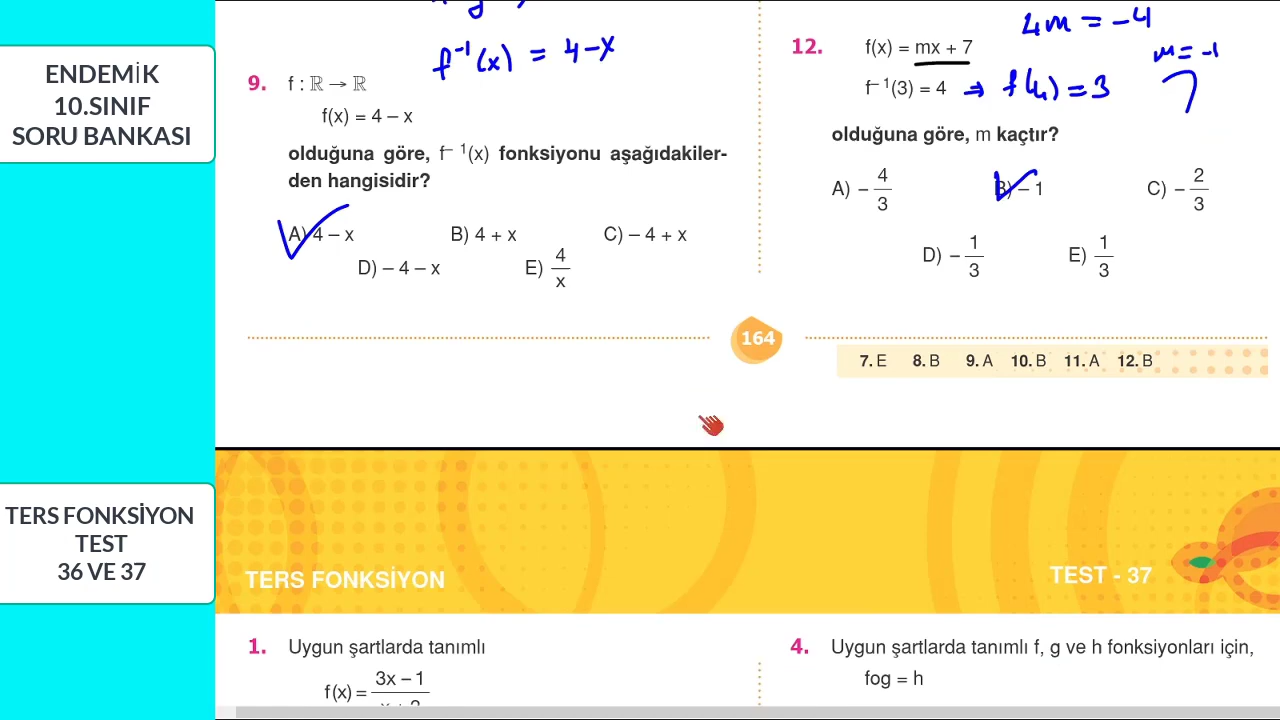 ENDEMİK
10.SINIF
SORU BANKASI
TERS FONKSİYON
TEST
36 VE 37
f⁻¹(x) = 4-x
9. f : ℝ → ℝ
f(x) = 4 – x
olduğuna göre, f⁻¹(x) fonksiyonu aşağıdakiler-
den hangisidir?
A) 4 – x B) 4 + x C) – 4 + x
D) – 4 – x E) 4/x
4m = -4
m = -1
12. f(x) = mx + 7
f⁻¹(3) = 4 ⇒ f(4) = 3
olduğuna göre, m kaçtır?
A) – 4/3 B) – 1 C) – 2/3
D) – 1/3 E) 1/3
164
7. E 8. B 9. A 10. B 11. A 12. B
TERS FONKSİYON
TEST - 37
1. Uygun şartlarda tanımlı
f(x) = 3x – 1
4. Uygun şartlarda tanımlı f, g ve h fonksiyonları için,
fog = h